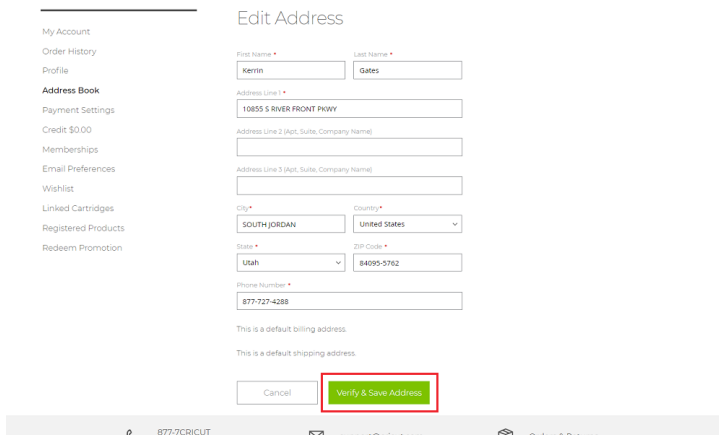 Edit Address
My Account
Order History
Profile
Address Book
Payment Settings
Credit $0.00
Memberships
Email Preferences
Wishlist
Linked Cartridges
Registered Products
Redeem Promotion
First Name * Last Name *
Kerrin Gates
Address Line 1 *
10855 S RIVER FRONT PKWY
Address Line 2 (Apt, Suite, Company Name)
Address Line 3 (Apt, Suite, Company Name)
City* Country*
SOUTH JORDAN United States
State * ZIP Code *
Utah 84095-5762
Phone Number *
877-727-4288
This is a default billing address.
This is a default shipping address.
Cancel Verify & Save Address
877-7CRICUT